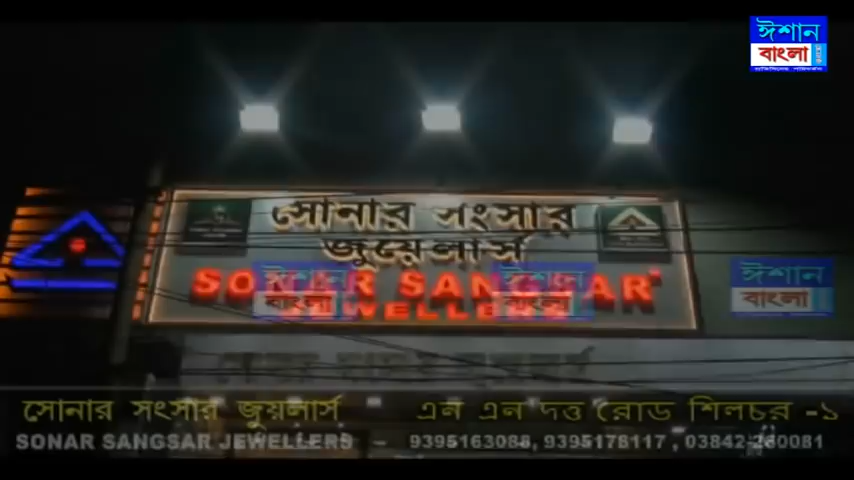 ঈশান
বাংলা
সোনার সংসার
জুয়েলার্স
SONAR SANGSAR
JEWELLERS
ঈশান
বাংলা
ঈশান
বাংলা
ঈশান
বাংলা
সোনার সংসার জুয়লার্স এন এন দত্ত রোড শিলচর -১
SONAR SANGSAR JEWELLERS – 9395163088, 9395178117 , 03842-260081